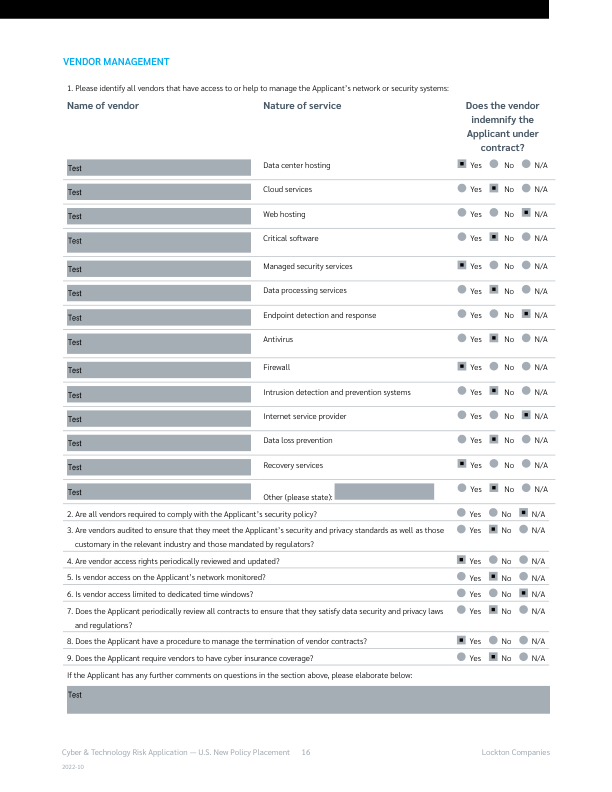 VENDOR MANAGEMENT
1. Please identify all vendors that have access to or help to manage the Applicant's network or security systems:
Name of vendor Nature of service Does the vendor
indemnify the
Applicant under
contract?
Test Data center hosting Yes No N/A
Test Cloud services Yes No N/A
Test Web hosting Yes No N/A
Test Critical software Yes No N/A
Test Managed security services Yes No N/A
Test Data processing services Yes No N/A
Test Endpoint detection and response Yes No N/A
Test Antivirus Yes No N/A
Test Firewall Yes No N/A
Test Intrusion detection and prevention systems Yes No N/A
Test Internet service provider Yes No N/A
Test Data loss prevention Yes No N/A
Test Recovery services Yes No N/A
Test Other (please state): Yes No N/A
2. Are all vendors required to comply with the Applicant's security policy? Yes No N/A
3. Are vendors audited to ensure that they meet the Applicant's security and privacy standards as well as those Yes No N/A
customary in the relevant industry and those mandated by regulators?
4. Are vendor access rights periodically reviewed and updated? Yes No N/A
5. Is vendor access on the Applicant's network monitored? Yes No N/A
6. Is vendor access limited to dedicated time windows? Yes No N/A
7. Does the Applicant periodically review all contracts to ensure that they satisfy data security and privacy laws Yes No N/A
and regulations?
8. Does the Applicant have a procedure to manage the termination of vendor contracts? Yes No N/A
9. Does the Applicant require vendors to have cyber insurance coverage? Yes No N/A
If the Applicant has any further comments on questions in the section above, please elaborate below:
Test
Cyber & Technology Risk Application — U.S. New Policy Placement 16 Lockton Companies
2022-10